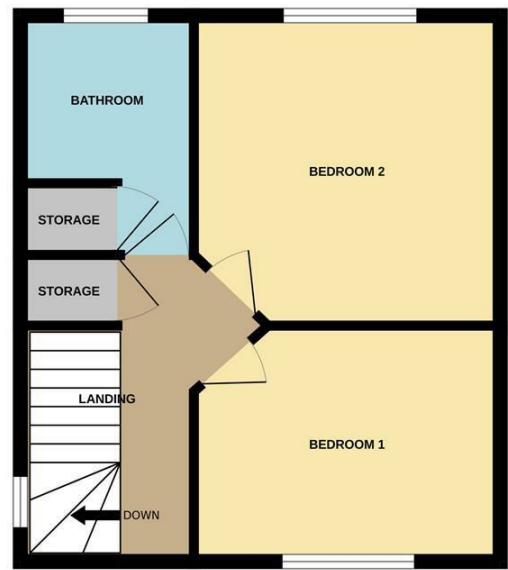 BATHROOM
BEDROOM 2
STORAGE
STORAGE
LANDING
BEDROOM 1
DOWN